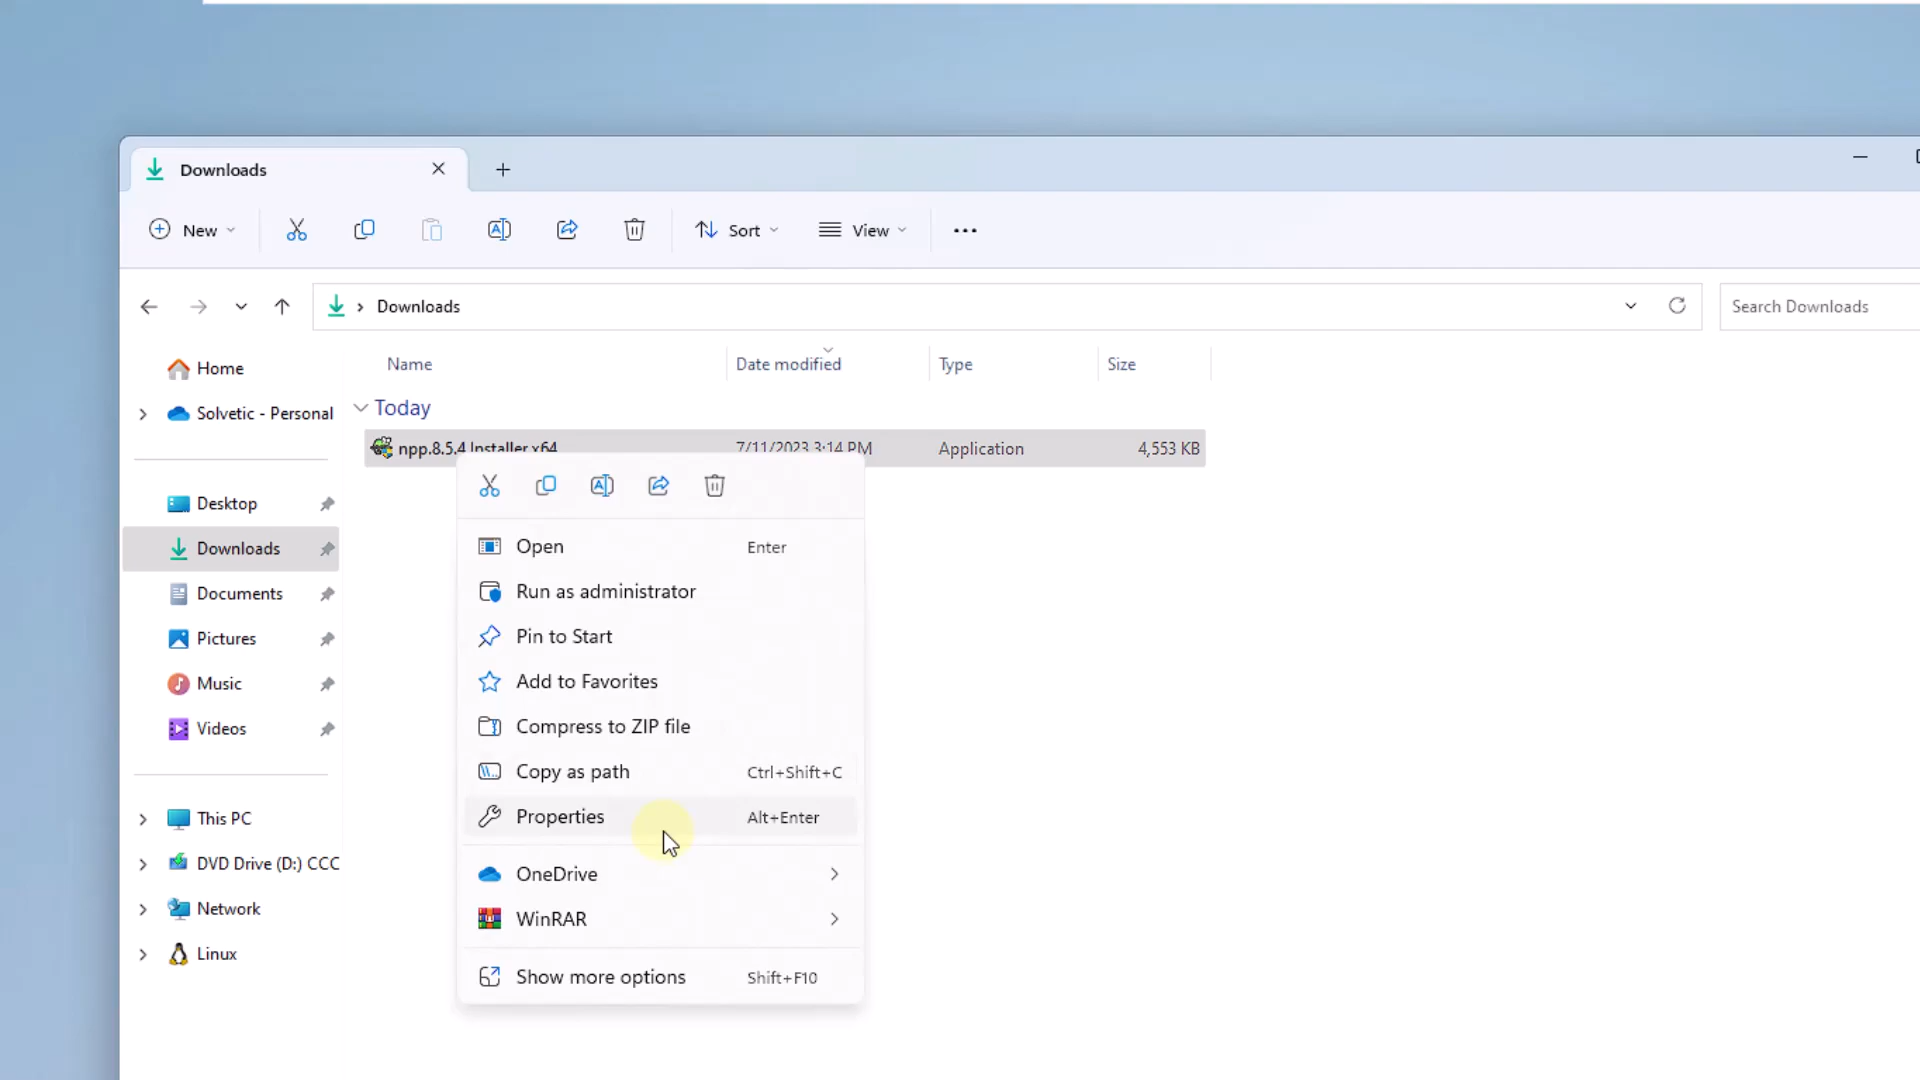 Downloads
New
Sort
View
Downloads
Search Downloads
Name
Date modified
Type
Size
Home
Solvetic - Personal
Today
npp.8.5.4.Installer.x64
7/11/2023 3:14 PM
Application
4,553 KB
Desktop
Downloads
Documents
Pictures
Music
Videos
This PC
DVD Drive (D:) CCC
Network
Linux
Open
Enter
Run as administrator
Pin to Start
Add to Favorites
Compress to ZIP file
Copy as path
Ctrl+Shift+C
Properties
Alt+Enter
OneDrive
WinRAR
Show more options
Shift+F10